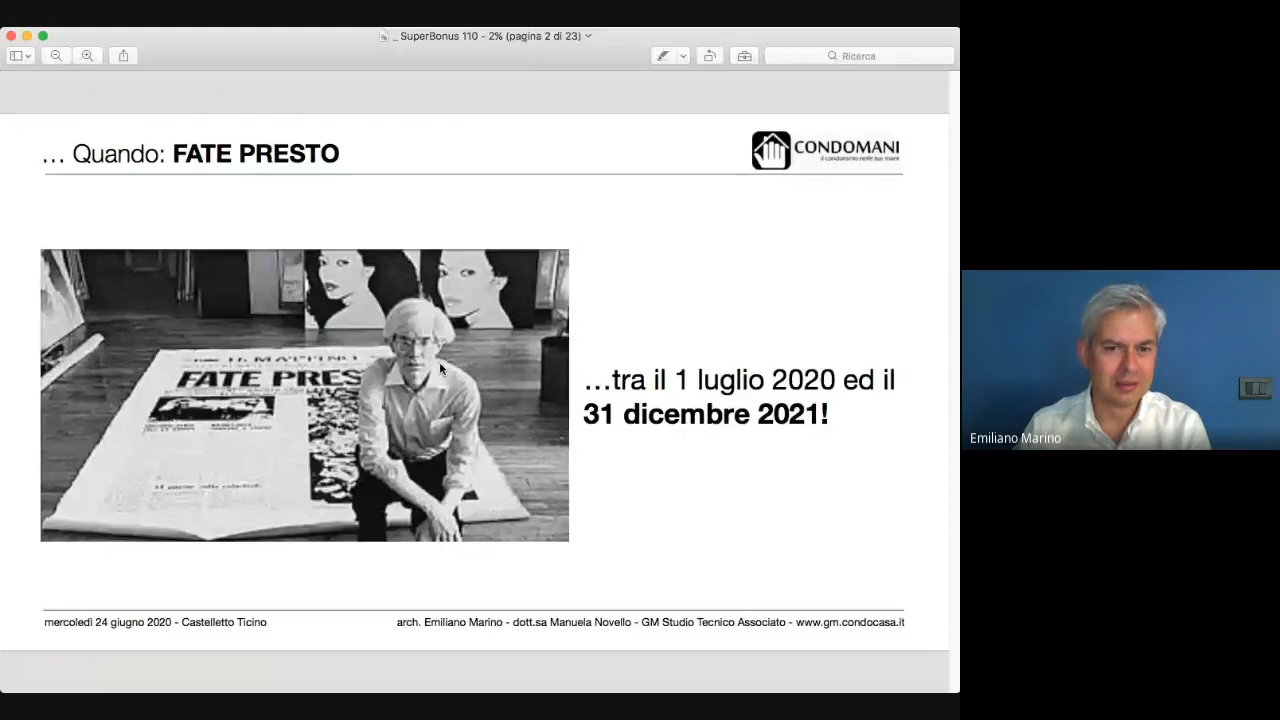 _ SuperBonus 110 - 2% (pagina 2 di 23)
Ricerca
... Quando: FATE PRESTO
CONDOMANI
il condominio nelle tue mani
IL MATTINO
FATE PRES
...tra il 1 luglio 2020 ed il
31 dicembre 2021!
Emiliano Marino
mercoledì 24 giugno 2020 - Castelletto Ticino
arch. Emiliano Marino - dott.sa Manuela Novello - GM Studio Tecnico Associato - www.gm.condocasa.it